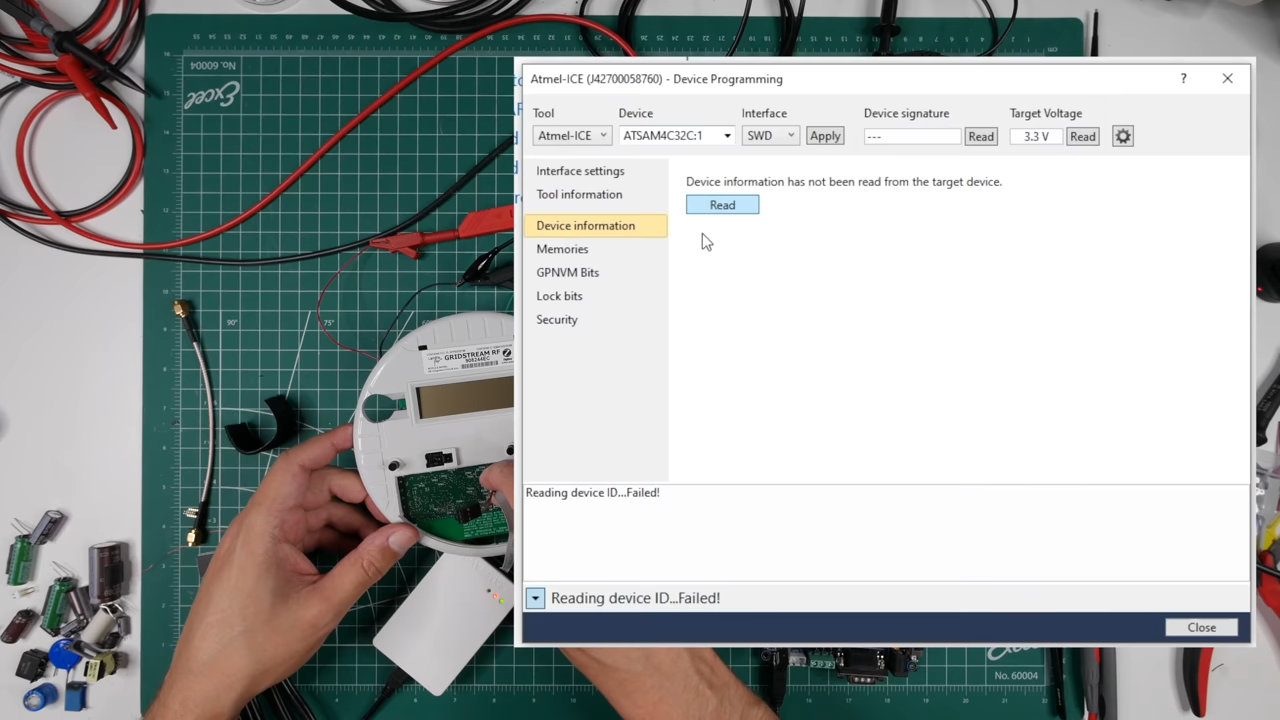 Atmel-ICE (J42700058760) - Device Programming
Tool
Device
Interface
Device signature
Target Voltage
Atmel-ICE
ATSAM4C32C:1
SWD
Apply
---
Read
3.3 V
Read
Interface settings
Tool information
Device information
Memories
GPNVM Bits
Lock bits
Security
Device information has not been read from the target device.
Read
Reading device ID...Failed!
Reading device ID...Failed!
Close
No. 60004
Excel
GRIDSTREAM RF
90°
75°
No. 60004